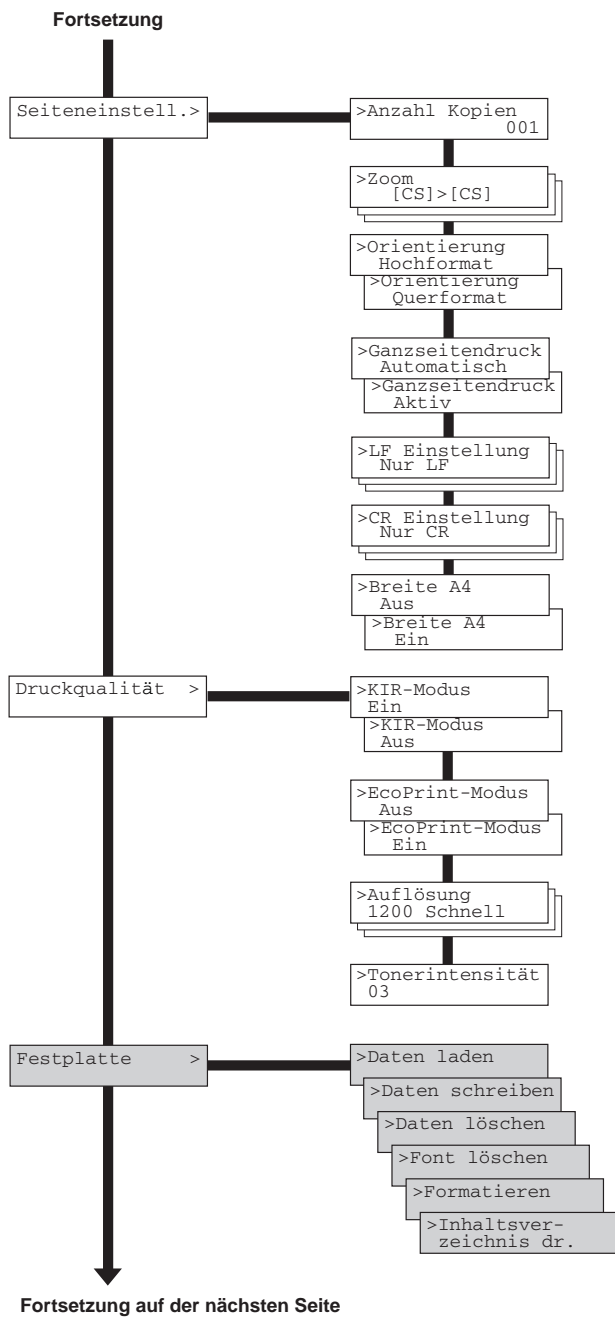 Fortsetzung
Seiteneinstell.>
>Anzahl Kopien
001
>Zoom
[CS]>[CS]
>Orientierung
Hochformat
>Orientierung
Querformat
>Ganzseitendruck
Automatisch
>Ganzseitendruck
Aktiv
>LF Einstellung
Nur LF
>CR Einstellung
Nur CR
>Breite A4
Aus
>Breite A4
Ein
Druckqualität >
>KIR-Modus
Ein
>KIR-Modus
Aus
>EcoPrint-Modus
Aus
>EcoPrint-Modus
Ein
>Auflösung
1200 Schnell
>Tonerintensität
03
Festplatte >
>Daten laden
>Daten schreiben
>Daten löschen
>Font löschen
>Formatieren
>Inhaltsver-
zeichnis dr.
Fortsetzung auf der nächsten Seite